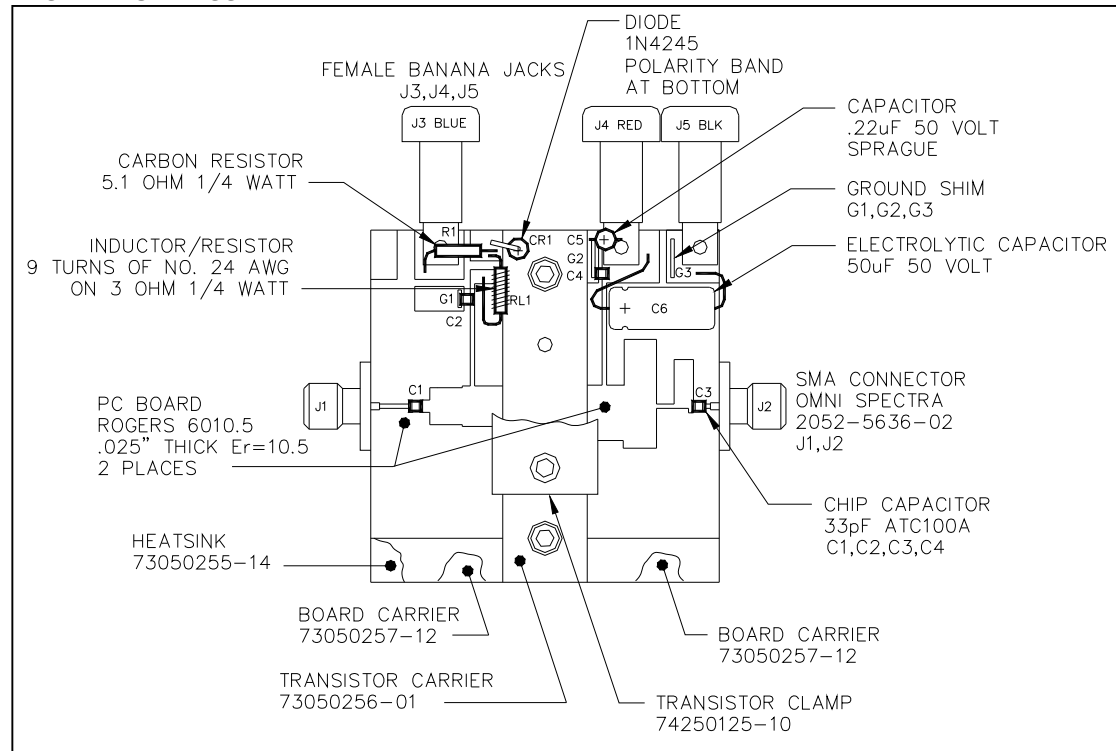 DIODE
1N4245
POLARITY BAND
AT BOTTOM
FEMALE BANANA JACKS
J3,J4,J5
J3 BLUE
J4 RED
J5 BLK
CAPACITOR
.22uF 50 VOLT
SPRAGUE
CARBON RESISTOR
5.1 OHM 1/4 WATT
GROUND SHIM
G1,G2,G3
INDUCTOR/RESISTOR
9 TURNS OF NO. 24 AWG
ON 3 OHM 1/4 WATT
ELECTROLYTIC CAPACITOR
50uF 50 VOLT
R1
CR1
C5
G2
C4
G3
G1
C2
RL1
+
C6
J1
C1
C3
J2
PC BOARD
ROGERS 6010.5
.025" THICK Er=10.5
2 PLACES
SMA CONNECTOR
OMNI SPECTRA
2052-5636-02
J1,J2
CHIP CAPACITOR
33pF ATC100A
C1,C2,C3,C4
HEATSINK
73050255-14
BOARD CARRIER
73050257-12
BOARD CARRIER
73050257-12
TRANSISTOR CARRIER
73050256-01
TRANSISTOR CLAMP
74250125-10